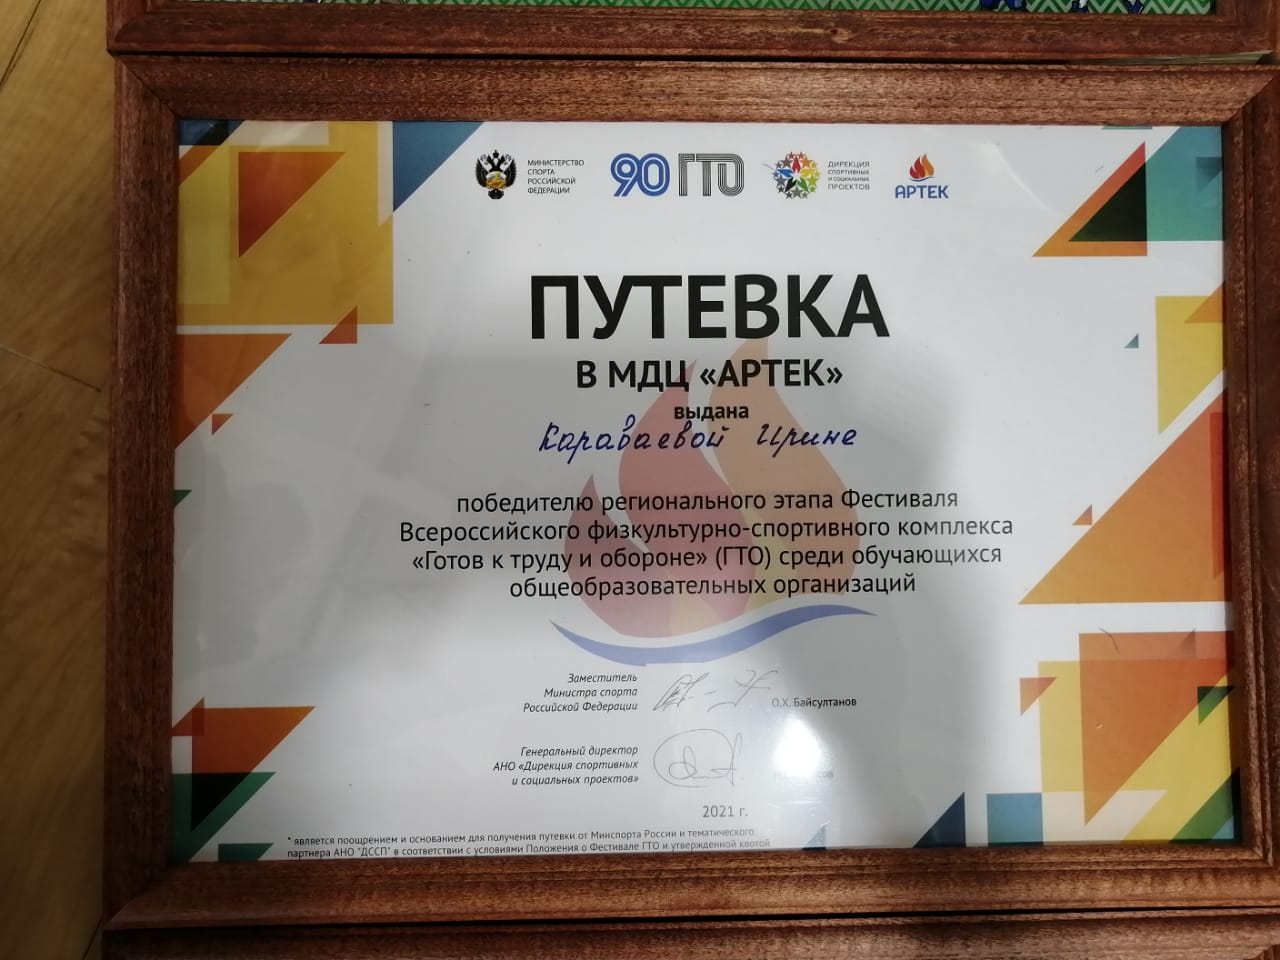 МИНИСТЕРСТВО
СПОРТА
РОССИЙСКОЙ
ФЕДЕРАЦИИ
90 ГТО
ДИРЕКЦИЯ
СПОРТИВНЫХ
И СОЦИАЛЬНЫХ
ПРОЕКТОВ
АРТЕК
ПУТЕВКА
В МДЦ «АРТЕК»
выдана
Караваевой Ирине
победителю регионального этапа Фестиваля
Всероссийского физкультурно-спортивного комплекса
«Готов к труду и обороне» (ГТО) среди обучающихся
общеобразовательных организаций
Заместитель
Министра спорта
Российской Федерации
О.Х. Байсултанов
Генеральный директор
АНО «Дирекция спортивных
и социальных проектов»
2021 г.
* является поощрением и основанием для получения путевки от Минспорта России и тематического
партнера АНО "ДССП" в соответствии с условиями Положения о Фестивале ГТО и утвержденной квотой